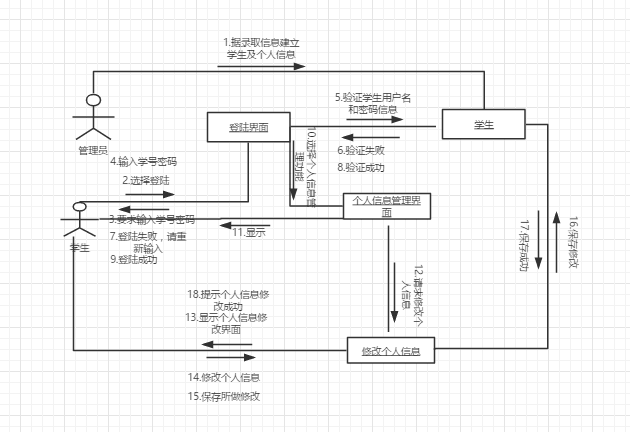 1.据录取信息建立
学生及个人信息
5.验证学生用户名
和密码信息
登陆界面
学生
管理员
6.验证失败
8.验证成功
10.选择个人信息管
理功能
4.输入学号密码
2.选择登陆
个人信息管理界
面
3.要求输入学号密码
7.登陆失败，请重
新输入
9.登陆成功
学生
11.显示
17.保存成功
16.保存修改
12.请求修改个
人信息
18.提示个人信息修
改成功
13.显示个人信息修
改界面
修改个人信息
14.修改个人信息
15.保存所做修改